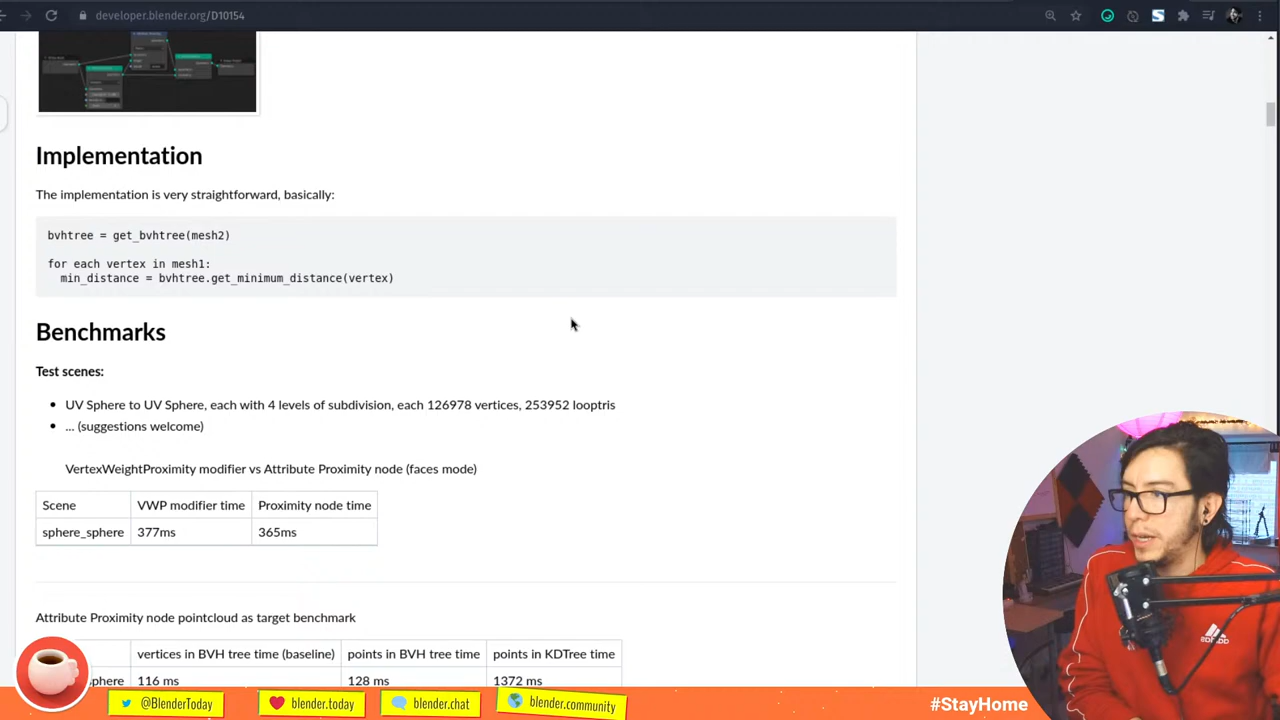 developer.blender.org/D10154
Implementation
The implementation is very straightforward, basically:
bvhtree = get_bvhtree(mesh2)
for each vertex in mesh1:
min_distance = bvhtree.get_minimum_distance(vertex)
Benchmarks
Test scenes:
UV Sphere to UV Sphere, each with 4 levels of subdivision, each 126978 vertices, 253952 looptris
... (suggestions welcome)
VertexWeightProximity modifier vs Attribute Proximity node (faces mode)
Scene VWP modifier time Proximity node time
sphere_sphere 377ms 365ms
Attribute Proximity node pointcloud as target benchmark
vertices in BVH tree time (baseline) points in BVH tree time points in KDTree time
phere 116 ms 128 ms 1372 ms
@BlenderToday blender.today blender.chat blender.community #StayHome